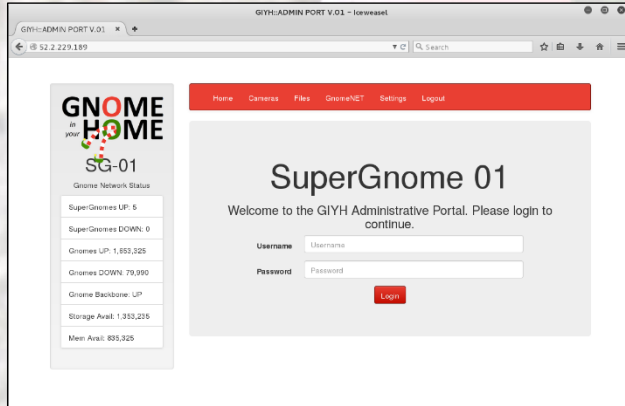 GIYH::ADMIN PORT V.01 - Iceweasel
GIYH::ADMIN PORT V.01
52.2.229.189
Search
Home Cameras Files GnomeNET Settings Logout
GNOME
in
your HOME
SG-01
Gnome Network Status
SuperGnomes UP: 5
SuperGnomes DOWN: 0
Gnomes UP: 1,653,325
Gnomes DOWN: 79,990
Gnome Backbone: UP
Storage Avail: 1,353,235
Mem Avail: 835,325
SuperGnome 01
Welcome to the GIYH Administrative Portal. Please login to
continue.
Username Username
Password Password
Login